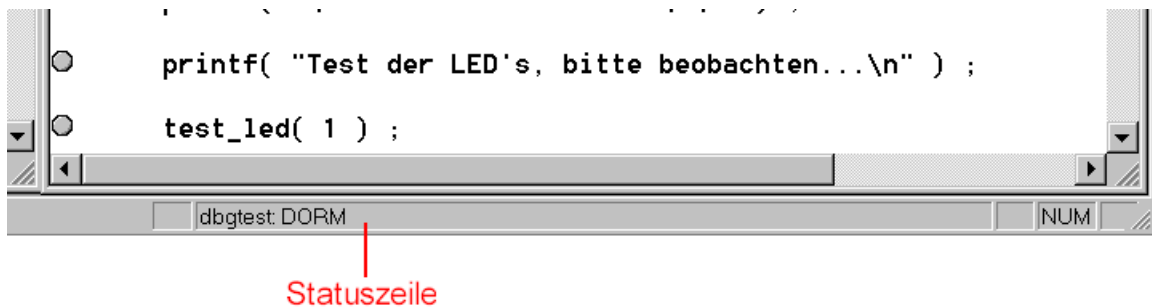 printf( "Test der LED's, bitte beobachten...\n" ) ;
test_led( 1 ) ;
dbgtest: DORM
NUM
Statuszeile